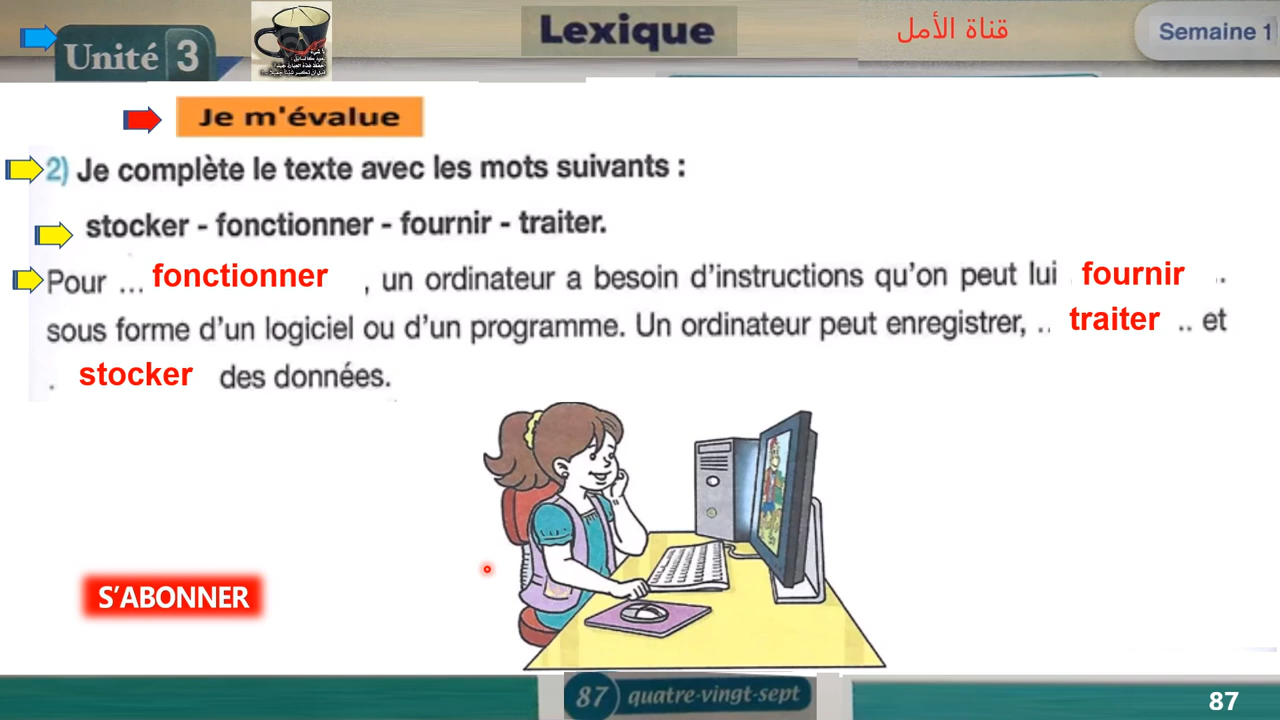 Unité 3
Lexique
قناة الأمل
Semaine 1
Je m'évalue
2) Je complète le texte avec les mots suivants :
stocker - fonctionner - fournir - traiter.
Pour ... fonctionner , un ordinateur a besoin d'instructions qu'on peut lui fournir .
sous forme d'un logiciel ou d'un programme. Un ordinateur peut enregistrer, .. traiter .. et
. stocker des données.
S'ABONNER
87 quatre-vingt-sept
87